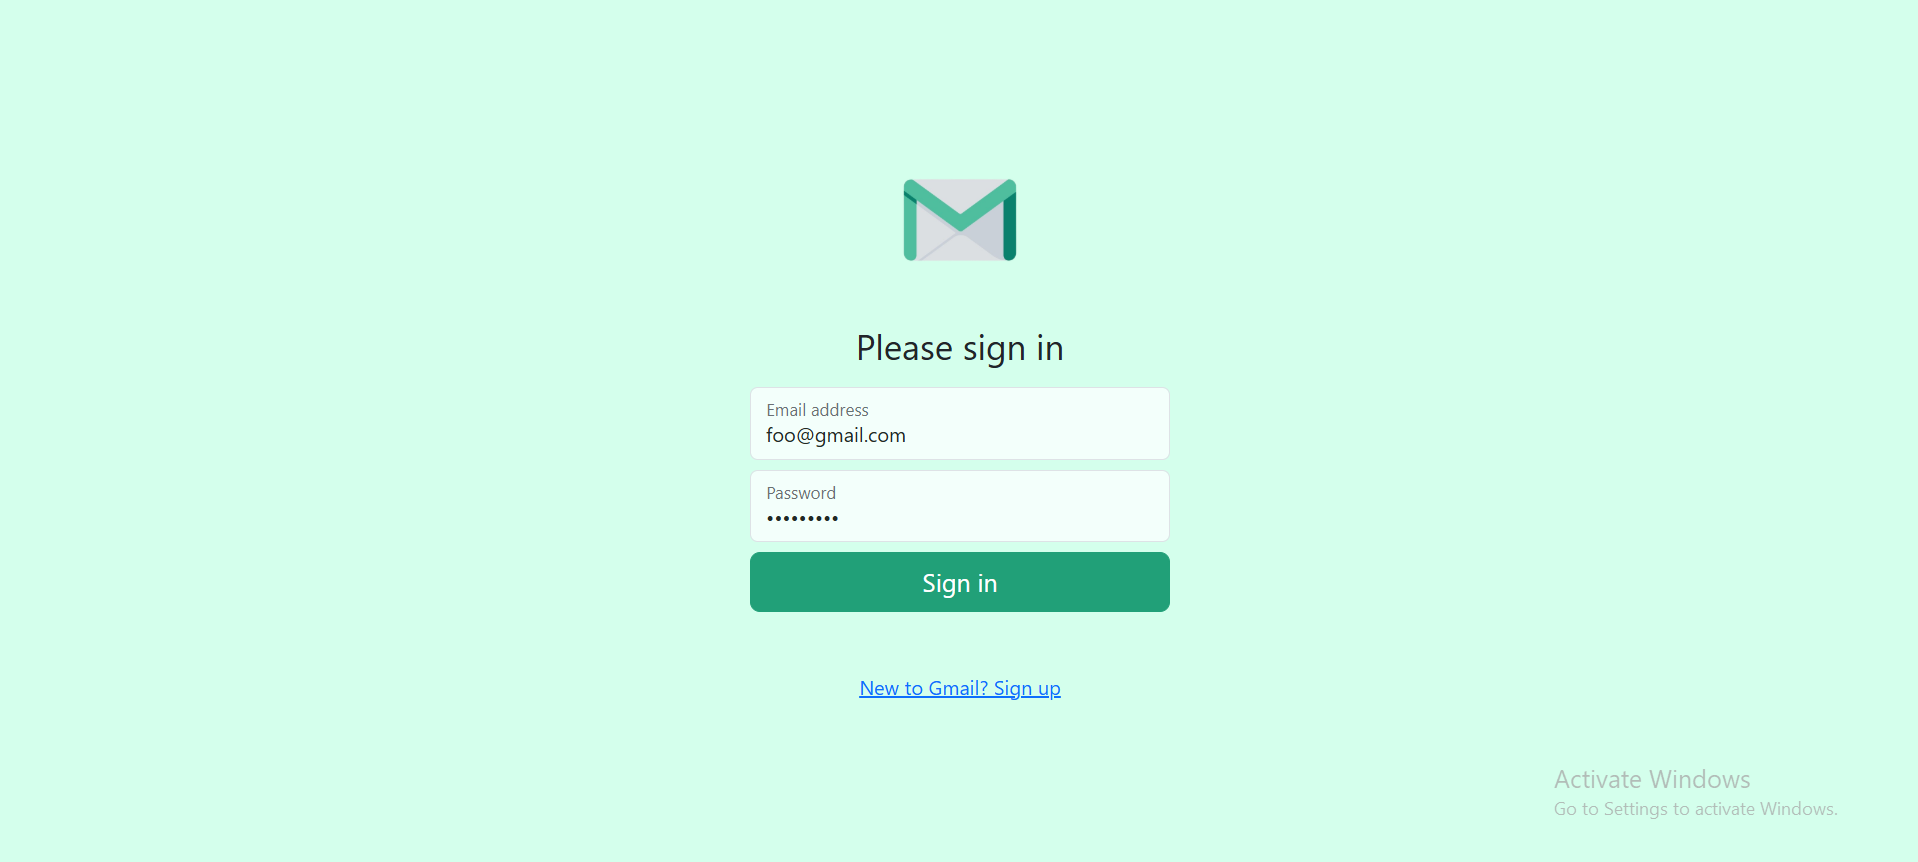 Please sign in
Email address
foo@gmail.com
Password
•••••••••
Sign in
New to Gmail? Sign up
Activate Windows
Go to Settings to activate Windows.